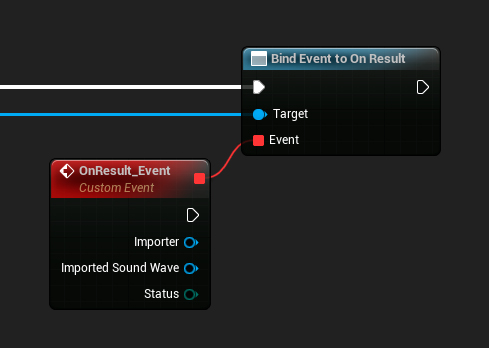 Bind Event to On Result
Target
Event
OnResult_Event
Custom Event
Importer
Imported Sound Wave
Status